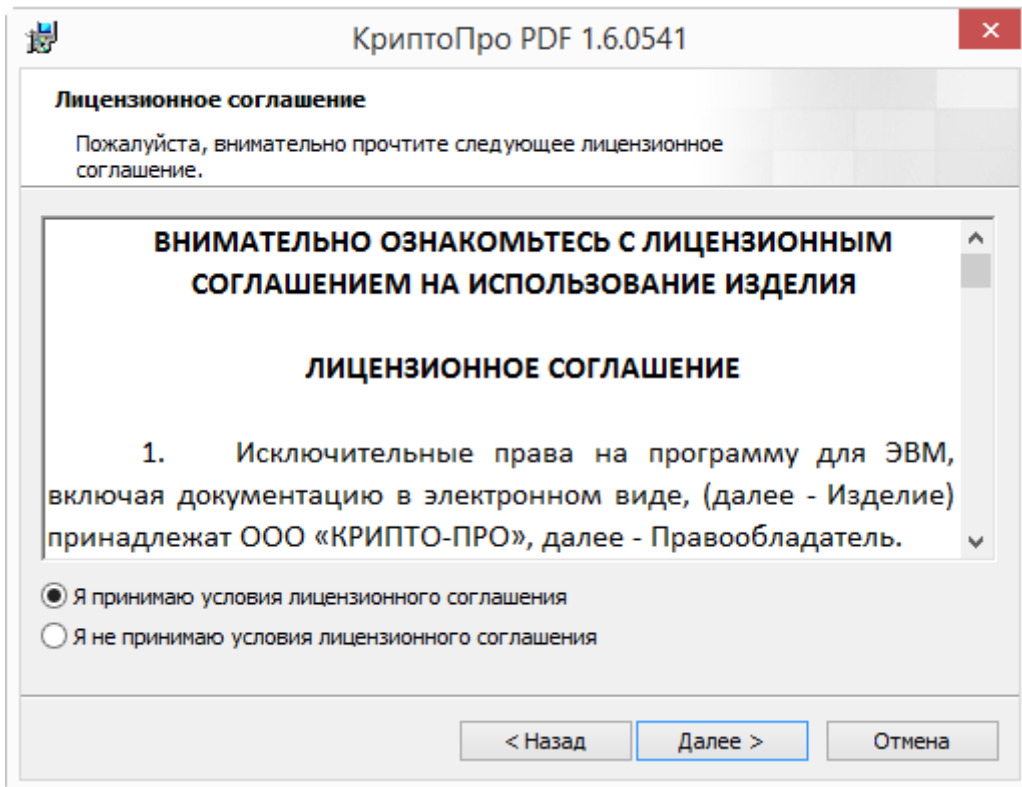 КриптоПро PDF 1.6.0541
Лицензионное соглашение
Пожалуйста, внимательно прочтите следующее лицензионное
соглашение.
ВНИМАТЕЛЬНО ОЗНАКОМЬТЕСЬ С ЛИЦЕНЗИОННЫМ
СОГЛАШЕНИЕМ НА ИСПОЛЬЗОВАНИЕ ИЗДЕЛИЯ
ЛИЦЕНЗИОННОЕ СОГЛАШЕНИЕ
1. Исключительные права на программу для ЭВМ,
включая документацию в электронном виде, (далее - Изделие)
принадлежат ООО «КРИПТО-ПРО», далее - Правообладатель.
Я принимаю условия лицензионного соглашения
Я не принимаю условия лицензионного соглашения
< Назад
Далее >
Отмена